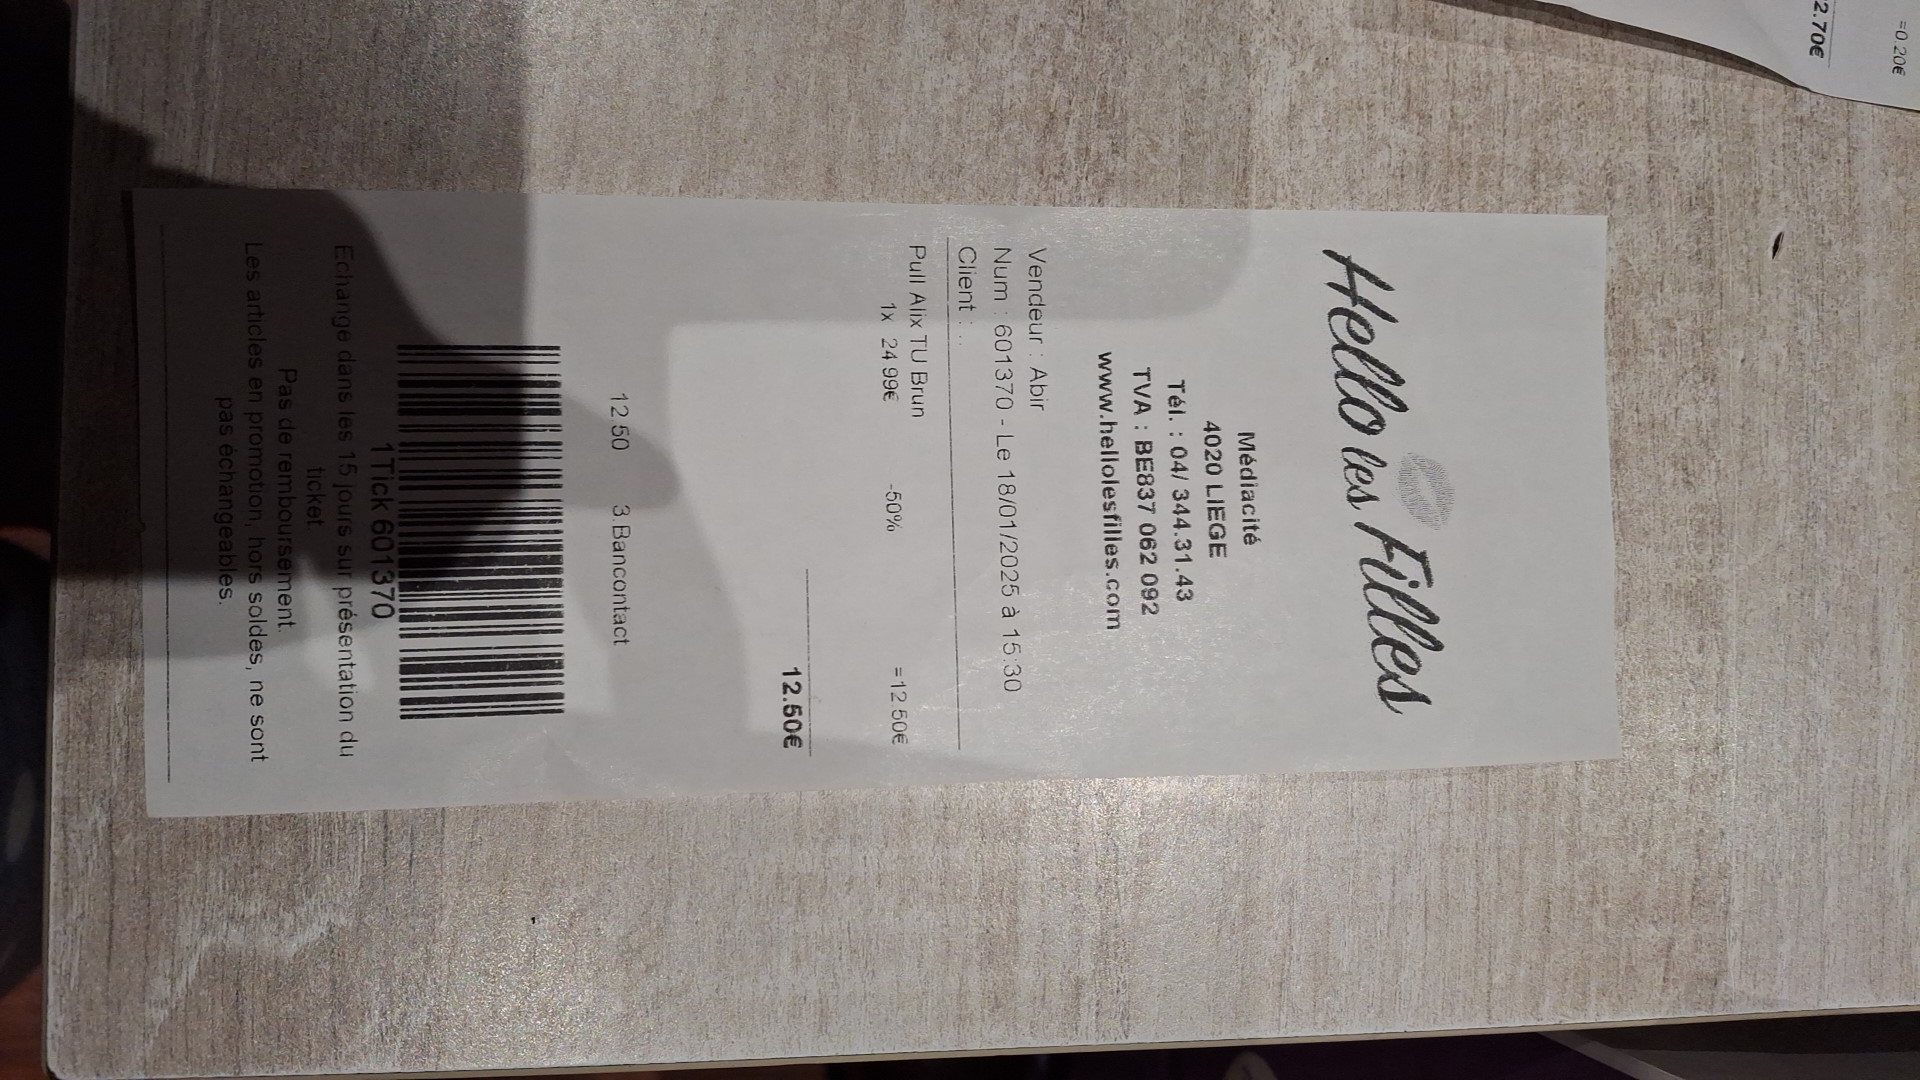 Hello les Filles
Médiacité
4020 LIEGE
Tél. : 04/ 344.31.43
TVA : BE837 062 092
www.hellolesfilles.com
Vendeur : Abir
Num : 601370 - Le 18/01/2025 à 15:30
Client : ..
Pull Alix TU Brun
1x 24.99€ -50% =12.50€
12.50€
12.50 3.Bancontact
1Tick 601370
Echange dans les 15 jours sur présentation du
ticket.
Pas de remboursement.
Les articles en promotion, hors soldes, ne sont
pas échangeables.
=0.20€
2.70€